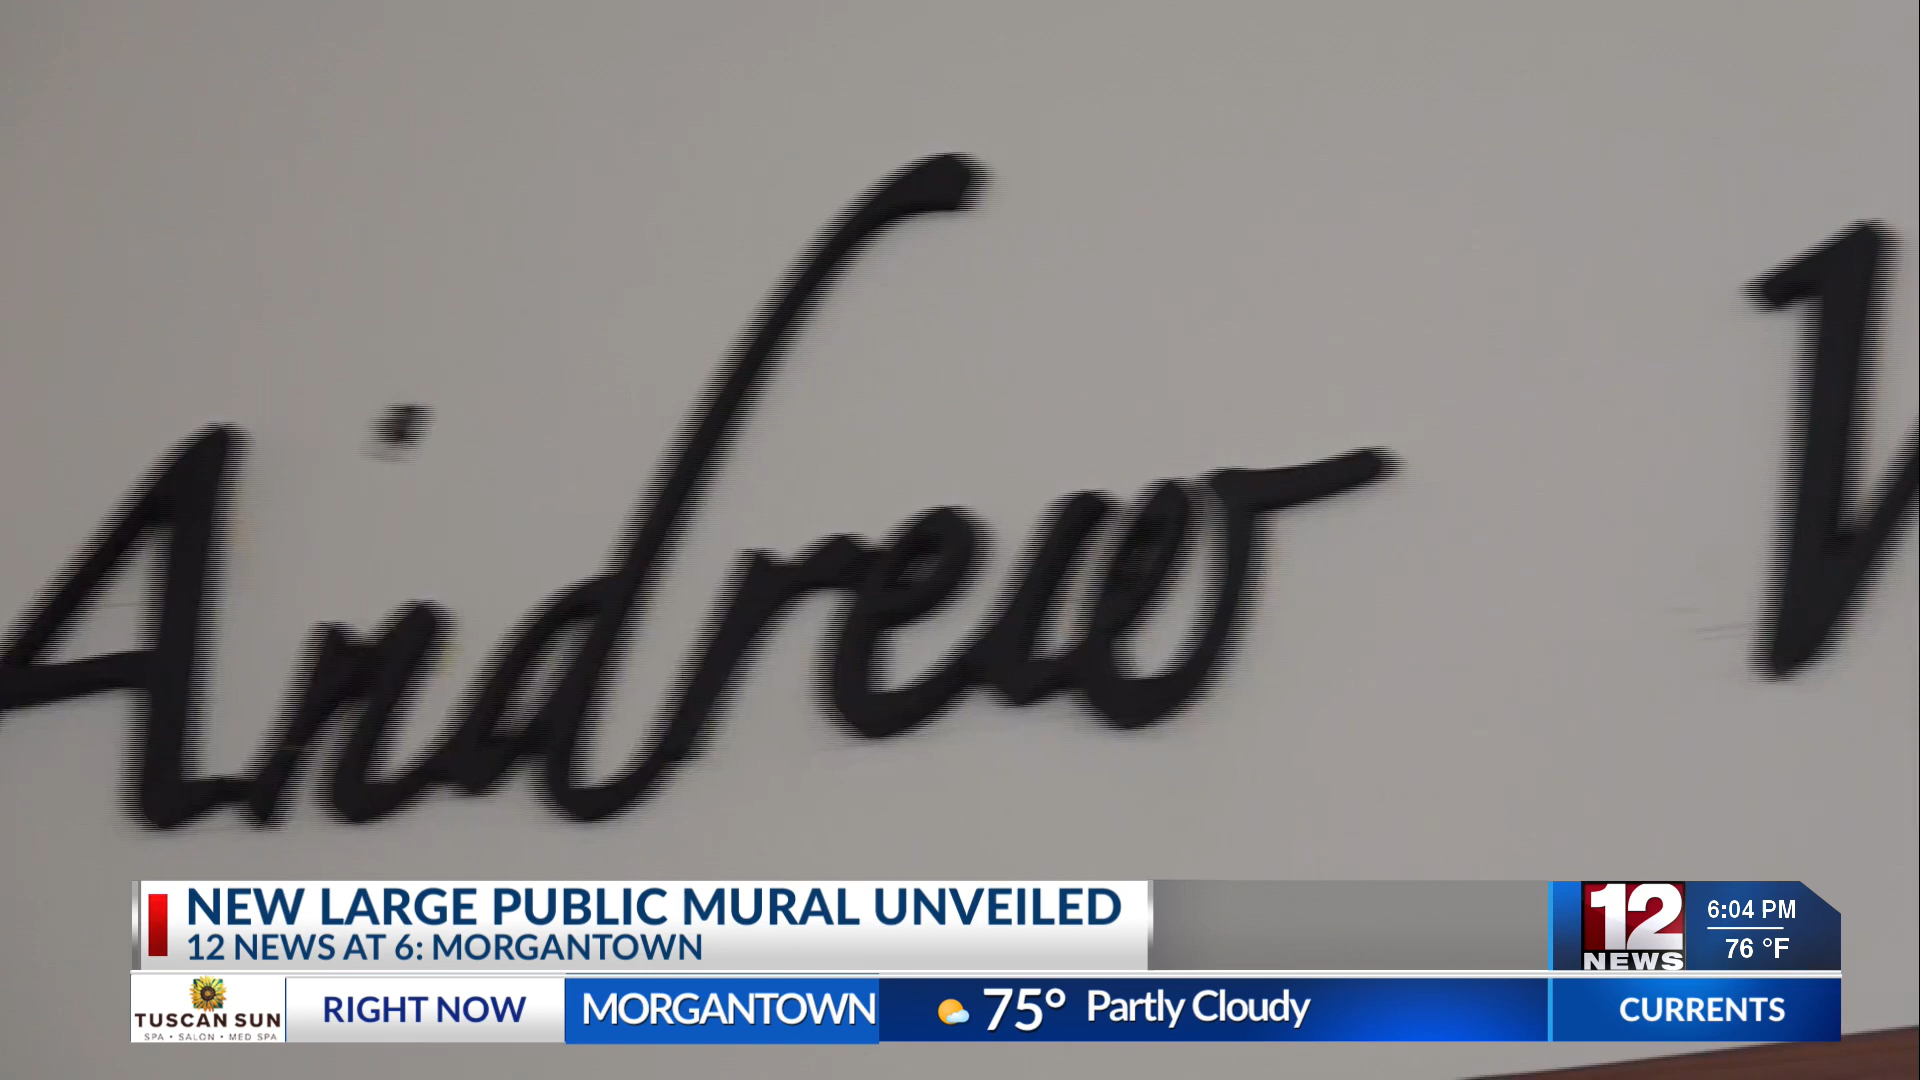 Andrew
NEW LARGE PUBLIC MURAL UNVEILED
12 NEWS AT 6: MORGANTOWN
12
NEWS
6:04 PM
76 °F
TUSCAN SUN
SPA • SALON • MED SPA
RIGHT NOW
MORGANTOWN
75° Partly Cloudy
CURRENTS